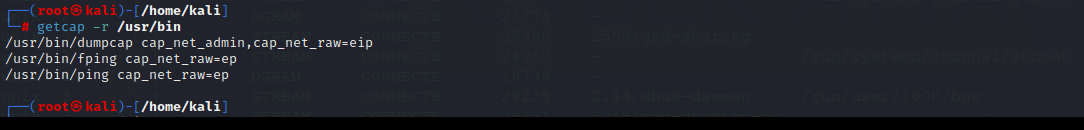 ┌──(root㉿kali)-[/home/kali]
└─# getcap -r /usr/bin
/usr/bin/dumpcap cap_net_admin,cap_net_raw=eip
/usr/bin/fping cap_net_raw=ep
/usr/bin/ping cap_net_raw=ep
┌──(root㉿kali)-[/home/kali]